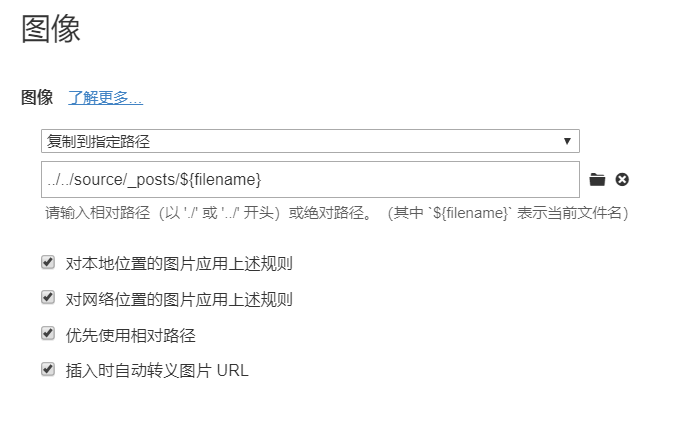 图像
图像 了解更多...
复制到指定路径
../../source/_posts/${filename}
请输入相对路径（以 './' 或 '../' 开头）或绝对路径。（其中 `${filename}` 表示当前文件名）
对本地位置的图片应用上述规则
对网络位置的图片应用上述规则
优先使用相对路径
插入时自动转义图片 URL